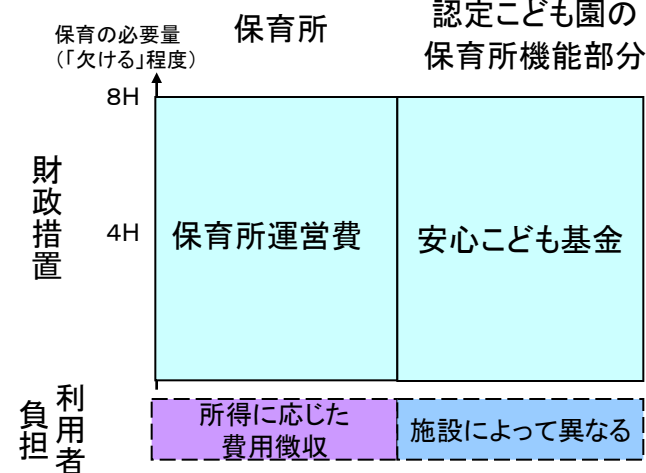 保育の必要量
(「欠ける」程度)
保育所
認定こども園の
保育所機能部分
8H
財政措置
4H
保育所運営費
安心こども基金
利用者
負担
所得に応じた
費用徴収
施設によって異なる